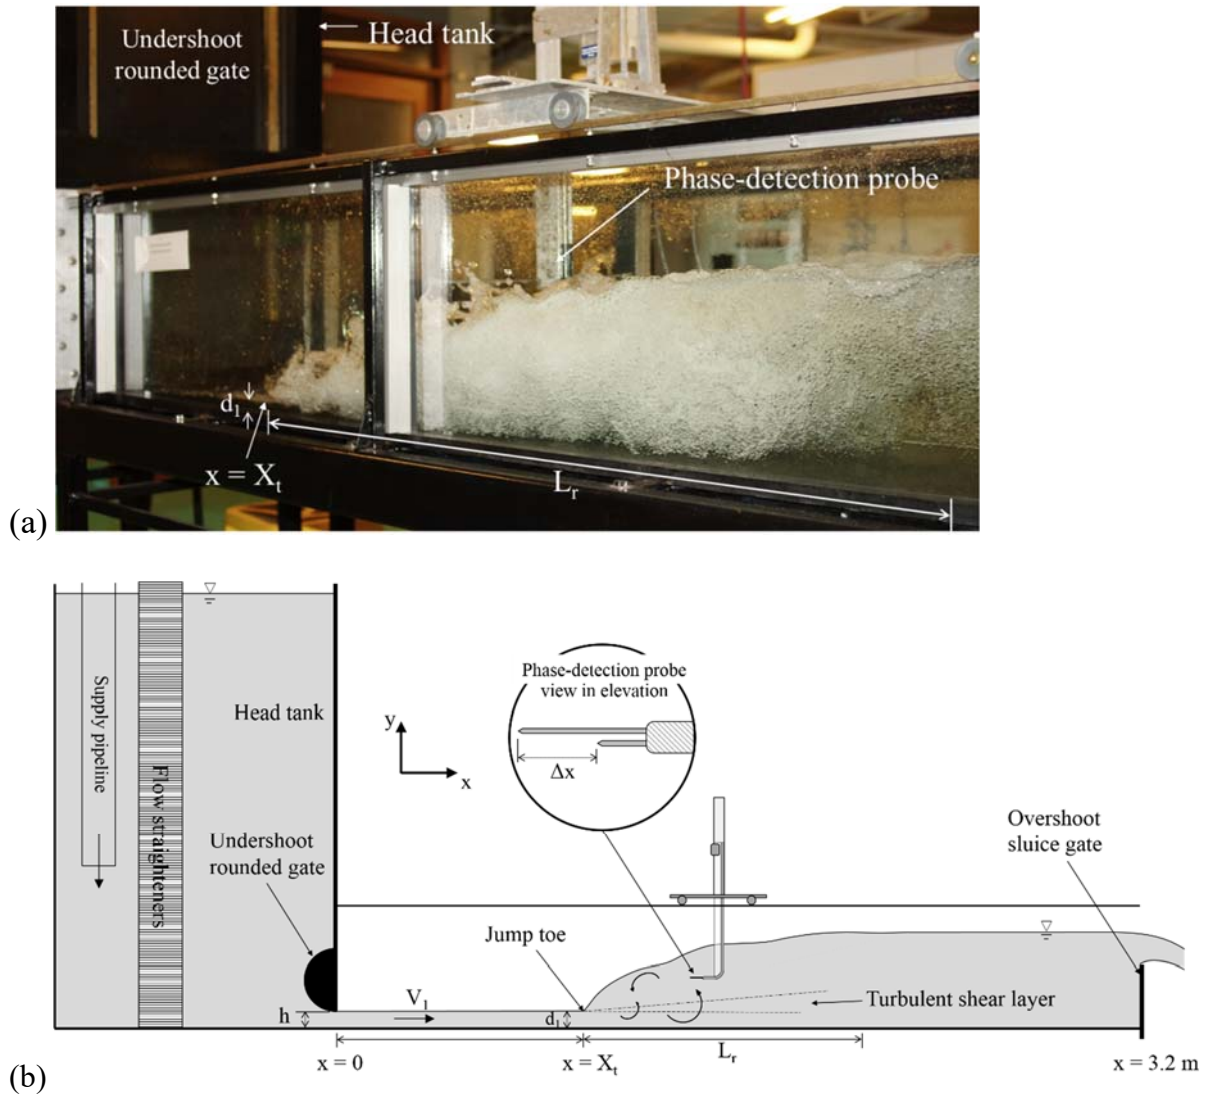 Undershoot
rounded gate
Head tank
Phase-detection probe
d₁
x = Xₜ
Lᵣ
(a)
Supply pipeline
Flow straighteners
Head tank
Undershoot
rounded gate
y
x
Phase-detection probe
view in elevation
Δx
Overshoot
sluice gate
Jump toe
V₁
h
d₁
Turbulent shear layer
Lᵣ
x = 0
x = Xₜ
x = 3.2 m
(b)